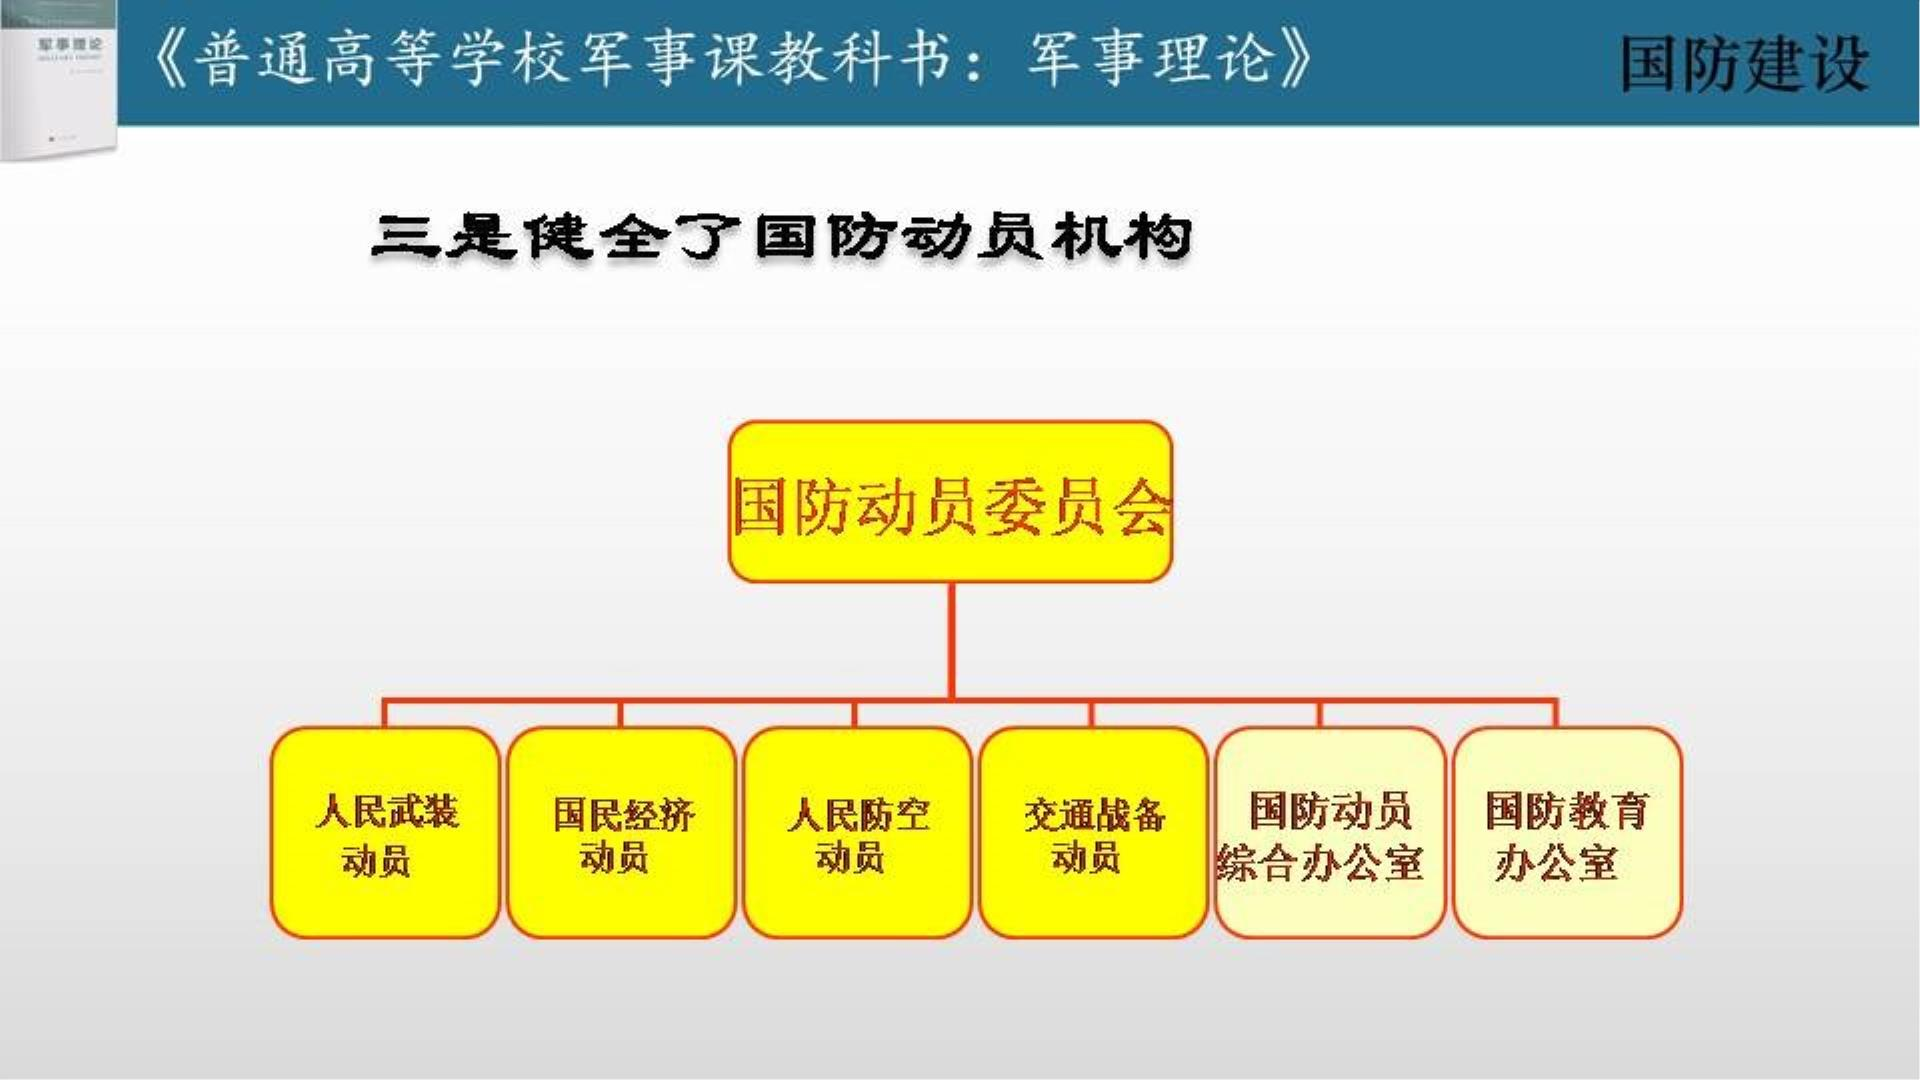 军事理论
《普通高等学校军事课教科书：军事理论》
国防建设
三是健全了国防动员机构
国防动员委员会
人民武装
动员
国民经济
动员
人民防空
动员
交通战备
动员
国防动员
综合办公室
国防教育
办公室